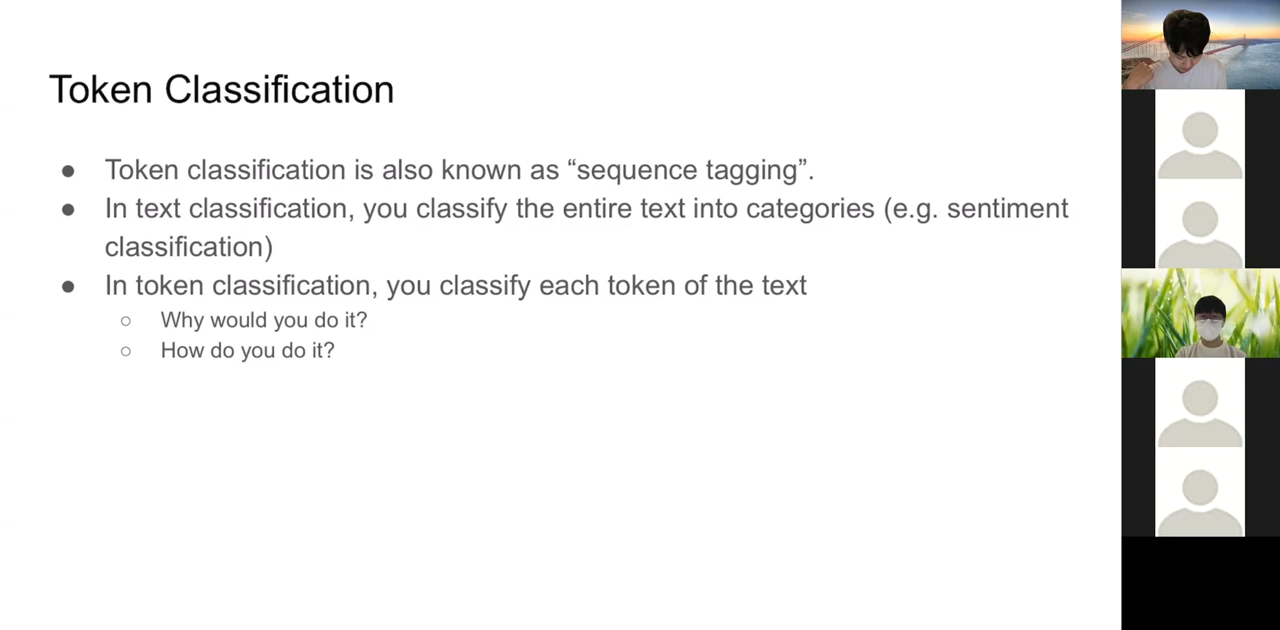 Token Classification
● Token classification is also known as “sequence tagging”.
● In text classification, you classify the entire text into categories (e.g. sentiment
classification)
● In token classification, you classify each token of the text
○ Why would you do it?
○ How do you do it?